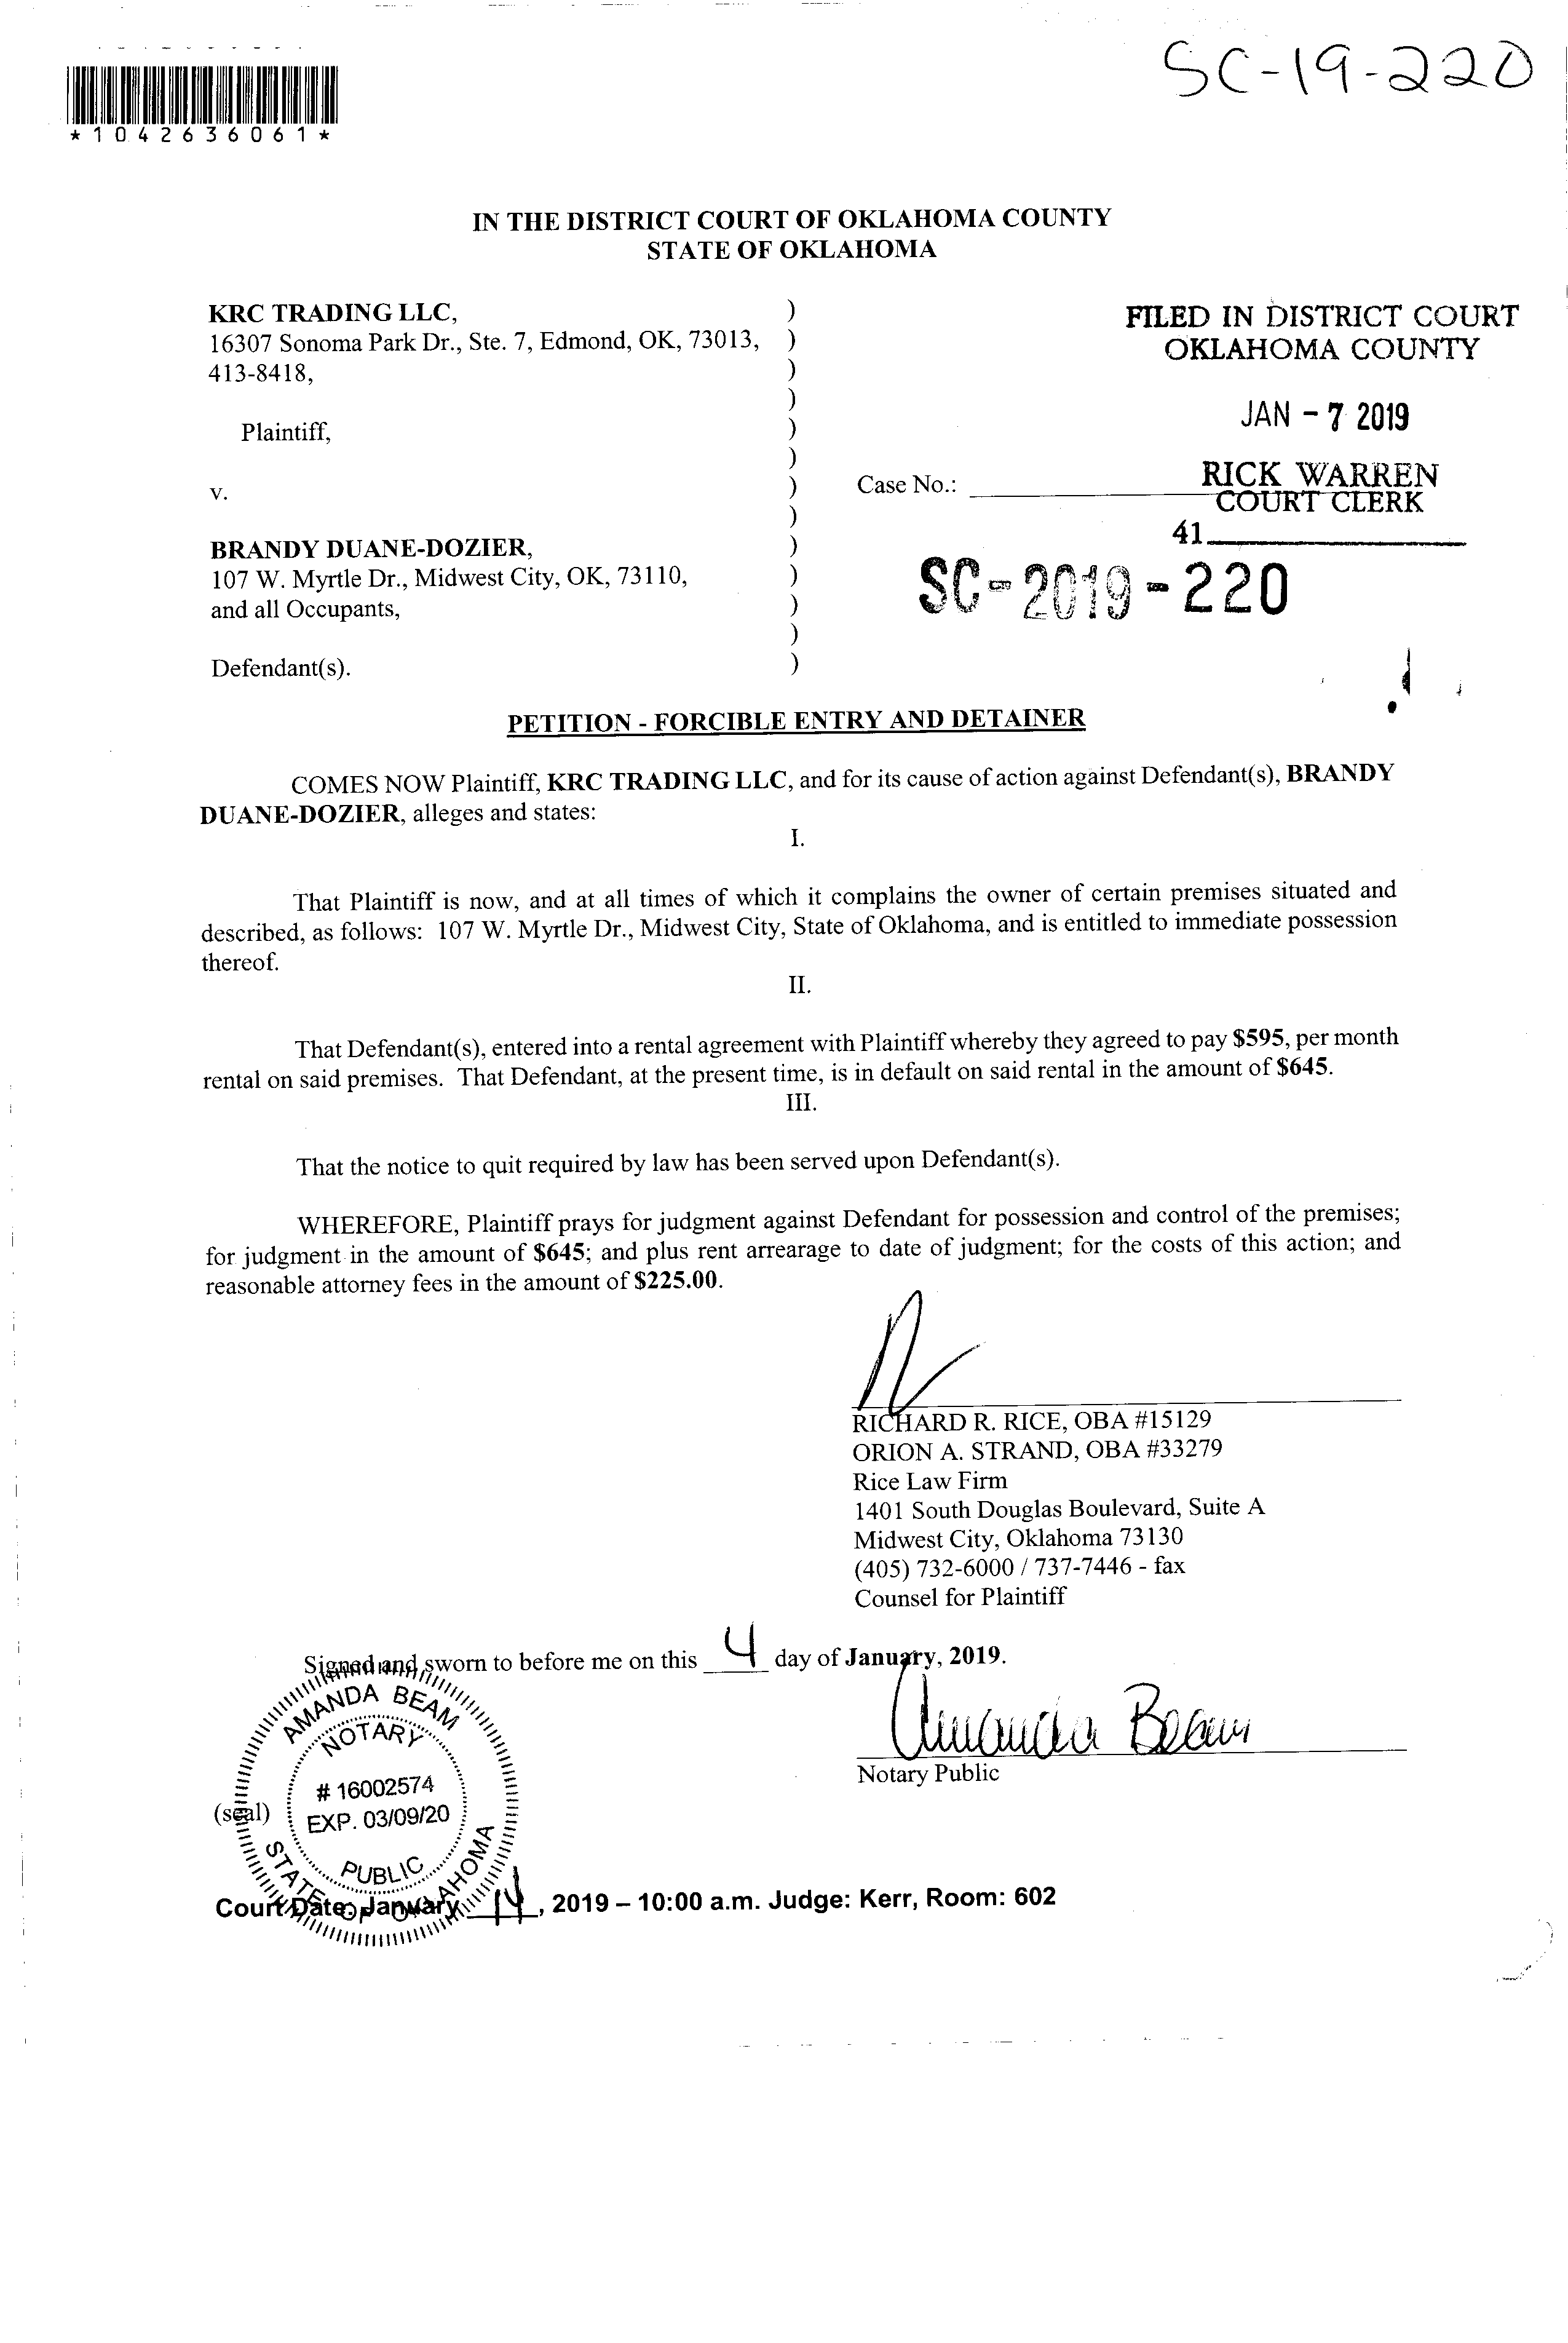 SC-19-220
*1042636061*
IN THE DISTRICT COURT OF OKLAHOMA COUNTY
STATE OF OKLAHOMA
KRC TRADING LLC, )
16307 Sonoma Park Dr., Ste. 7, Edmond, OK, 73013, )
413-8418, )
)
Plaintiff, )
)
v. )
)
BRANDY DUANE-DOZIER, )
107 W. Myrtle Dr., Midwest City, OK, 73110, )
and all Occupants, )
)
Defendant(s). )
FILED IN DISTRICT COURT
OKLAHOMA COUNTY
JAN - 7 2019
RICK WARREN
COURT CLERK
Case No.:
41
SC-2019-220
PETITION - FORCIBLE ENTRY AND DETAINER
COMES NOW Plaintiff, KRC TRADING LLC, and for its cause of action against Defendant(s), BRANDY
DUANE-DOZIER, alleges and states:
I.
That Plaintiff is now, and at all times of which it complains the owner of certain premises situated and
described, as follows: 107 W. Myrtle Dr., Midwest City, State of Oklahoma, and is entitled to immediate possession
thereof.
II.
That Defendant(s), entered into a rental agreement with Plaintiff whereby they agreed to pay $595, per month
rental on said premises. That Defendant, at the present time, is in default on said rental in the amount of $645.
III.
That the notice to quit required by law has been served upon Defendant(s).
WHEREFORE, Plaintiff prays for judgment against Defendant for possession and control of the premises;
for judgment in the amount of $645; and plus rent arrearage to date of judgment; for the costs of this action; and
reasonable attorney fees in the amount of $225.00.
RICHARD R. RICE, OBA #15129
ORION A. STRAND, OBA #33279
Rice Law Firm
1401 South Douglas Boulevard, Suite A
Midwest City, Oklahoma 73130
(405) 732-6000 / 737-7446 - fax
Counsel for Plaintiff
Signed and sworn to before me on this 4 day of January, 2019.
Amanda Beam
Notary Public
(seal)
AMANDA BEAM
NOTARY
# 16002574
EXP. 03/09/20
PUBLIC
STATE OF OKLAHOMA
Court Date: January 14, 2019 – 10:00 a.m. Judge: Kerr, Room: 602